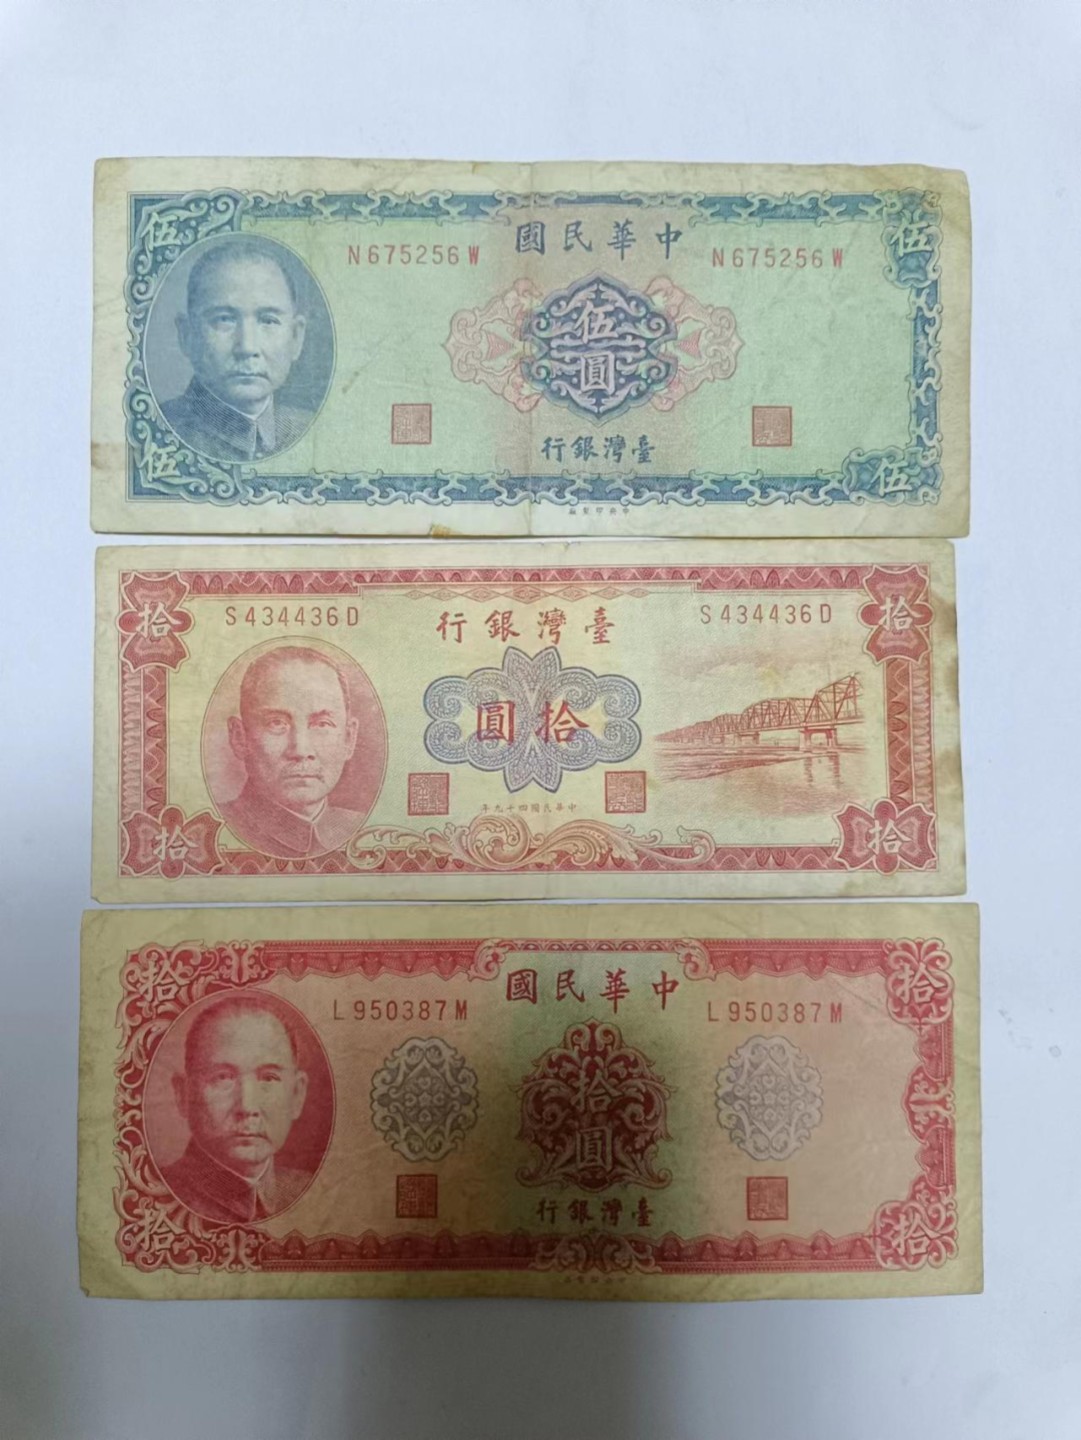 伍
伍
中華民國
N675256W
N675256W
伍圓
臺灣銀行
伍
伍
拾
拾
S434436D
S434436D
臺灣銀行
拾圓
中華民國四十九年
拾
拾
拾
拾
中華民國
L950387M
L950387M
拾圓
臺灣銀行
拾
拾